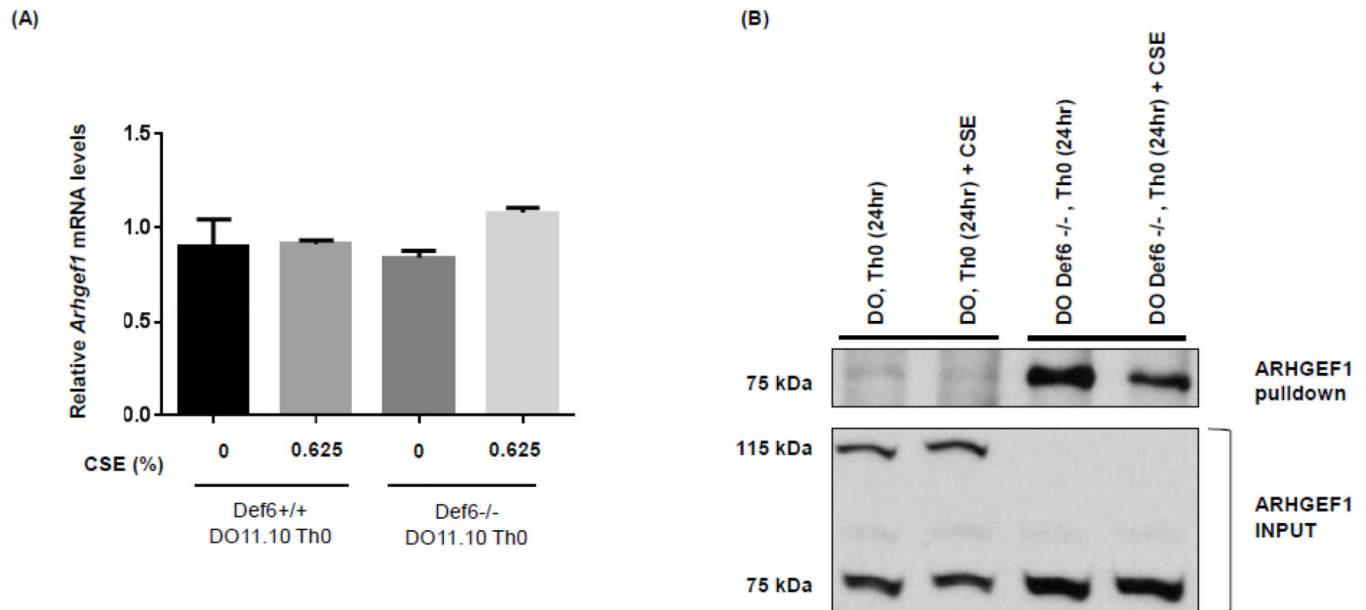 (A)
Relative Arhgef1 mRNA levels
1.5
1.0
0.5
0.0
CSE (%)
0
0.625
0
0.625
Def6+/+
DO11.10 Th0
Def6-/-
DO11.10 Th0
(B)
DO, Th0 (24hr)
DO, Th0 (24hr) + CSE
DO Def6 -/-, Th0 (24hr)
DO Def6 -/-, Th0 (24hr) + CSE
75 kDa
ARHGEF1
pulldown
115 kDa
75 kDa
ARHGEF1
INPUT